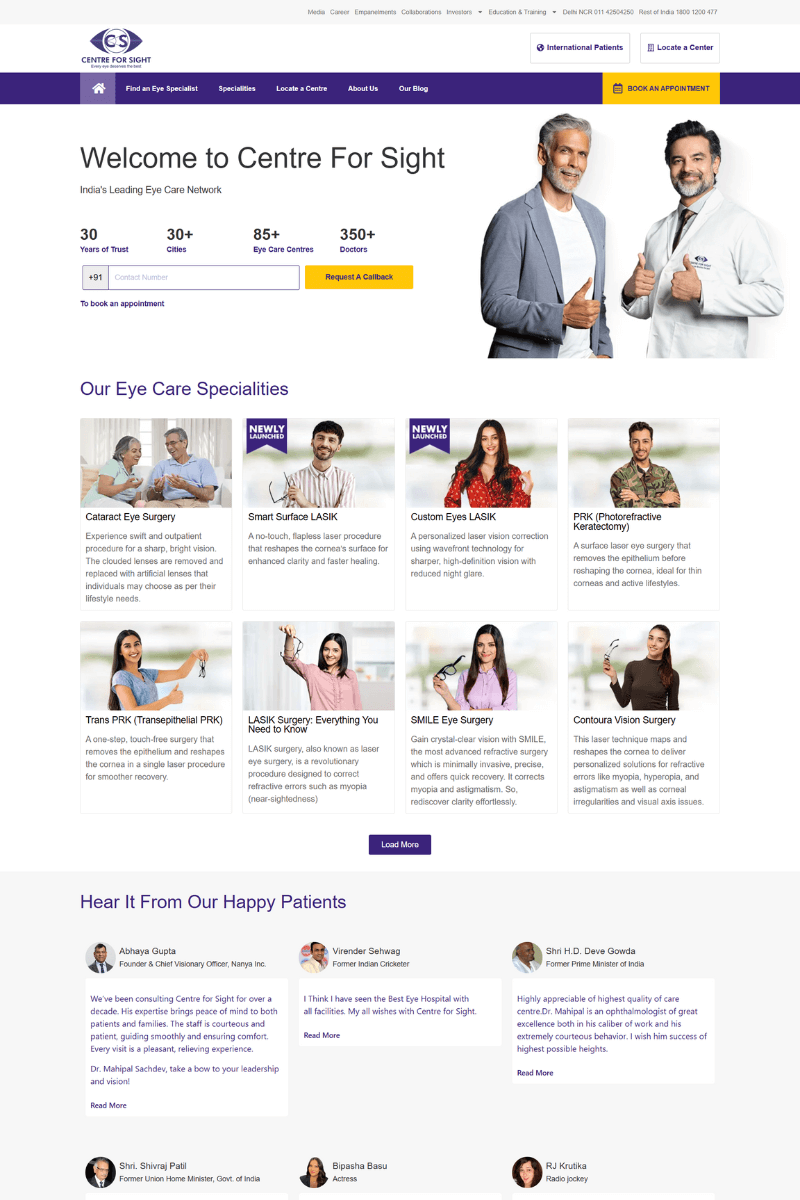 Media Career Empanelments Collaborations Investors Education & Training Delhi NCR 011 42504250 Rest of India 1800 1200 477
CS
CENTRE FOR SIGHT
Every eye deserves the best
International Patients
Locate a Center
Find an Eye Specialist
Specialities
Locate a Centre
About Us
Our Blog
BOOK AN APPOINTMENT
Welcome to Centre For Sight
India's Leading Eye Care Network
30
Years of Trust
30+
Cities
85+
Eye Care Centres
350+
Doctors
+91
Contact Number
Request A Callback
To book an appointment
Our Eye Care Specialities
Cataract Eye Surgery
Experience swift and outpatient
procedure for a sharp, bright vision.
The clouded lenses are removed and
replaced with artificial lenses that
individuals may choose as per their
lifestyle needs.
NEWLY
LAUNCHED
Smart Surface LASIK
A no-touch, flapless laser procedure
that reshapes the cornea's surface for
enhanced clarity and faster healing.
NEWLY
LAUNCHED
Custom Eyes LASIK
A personalized laser vision correction
using wavefront technology for
sharper, high-definition vision with
reduced night glare.
PRK (Photorefractive
Keratectomy)
A surface laser eye surgery that
removes the epithelium before
reshaping the cornea, ideal for thin
corneas and active lifestyles.
Trans PRK (Transepithelial PRK)
A one-step, touch-free surgery that
removes the epithelium and reshapes
the cornea in a single laser procedure
for smoother recovery.
LASIK Surgery: Everything You
Need to Know
LASIK surgery, also known as laser
eye surgery, is a revolutionary
procedure designed to correct
refractive errors such as myopia
(near-sightedness)
SMILE Eye Surgery
Gain crystal-clear vision with SMILE,
the most advanced refractive surgery
which is minimally invasive, precise,
and offers quick recovery. It corrects
myopia and astigmatism. So,
rediscover clarity effortlessly.
Contoura Vision Surgery
This laser technique maps and
reshapes the cornea to deliver
personalized solutions for refractive
errors like myopia, hyperopia, and
astigmatism as well as corneal
irregularities and visual axis issues.
Load More
Hear It From Our Happy Patients
Abhaya Gupta
Founder & Chief Visionary Officer, Nanya Inc.
We've been consulting Centre for Sight for over a
decade. His expertise brings peace of mind to both
patients and families. The staff is courteous and
patient, guiding smoothly and ensuring comfort.
Every visit is a pleasant, relieving experience.
Dr. Mahipal Sachdev, take a bow to your leadership
and vision!
Read More
Virender Sehwag
Former Indian Cricketer
I Think I have seen the Best Eye Hospital with
all facilities. My all wishes with Centre for Sight.
Read More
Shri H.D. Deve Gowda
Former Prime Minister of India
Highly appreciable of highest quality of care
centre.Dr. Mahipal is an ophthalmologist of great
excellence both in his caliber of work and his
extremely courteous behavior. I wish him success of
highest possible heights.
Read More
Shri. Shivraj Patil
Former Union Home Minister, Govt. of India
Bipasha Basu
Actress
RJ Krutika
Radio jockey